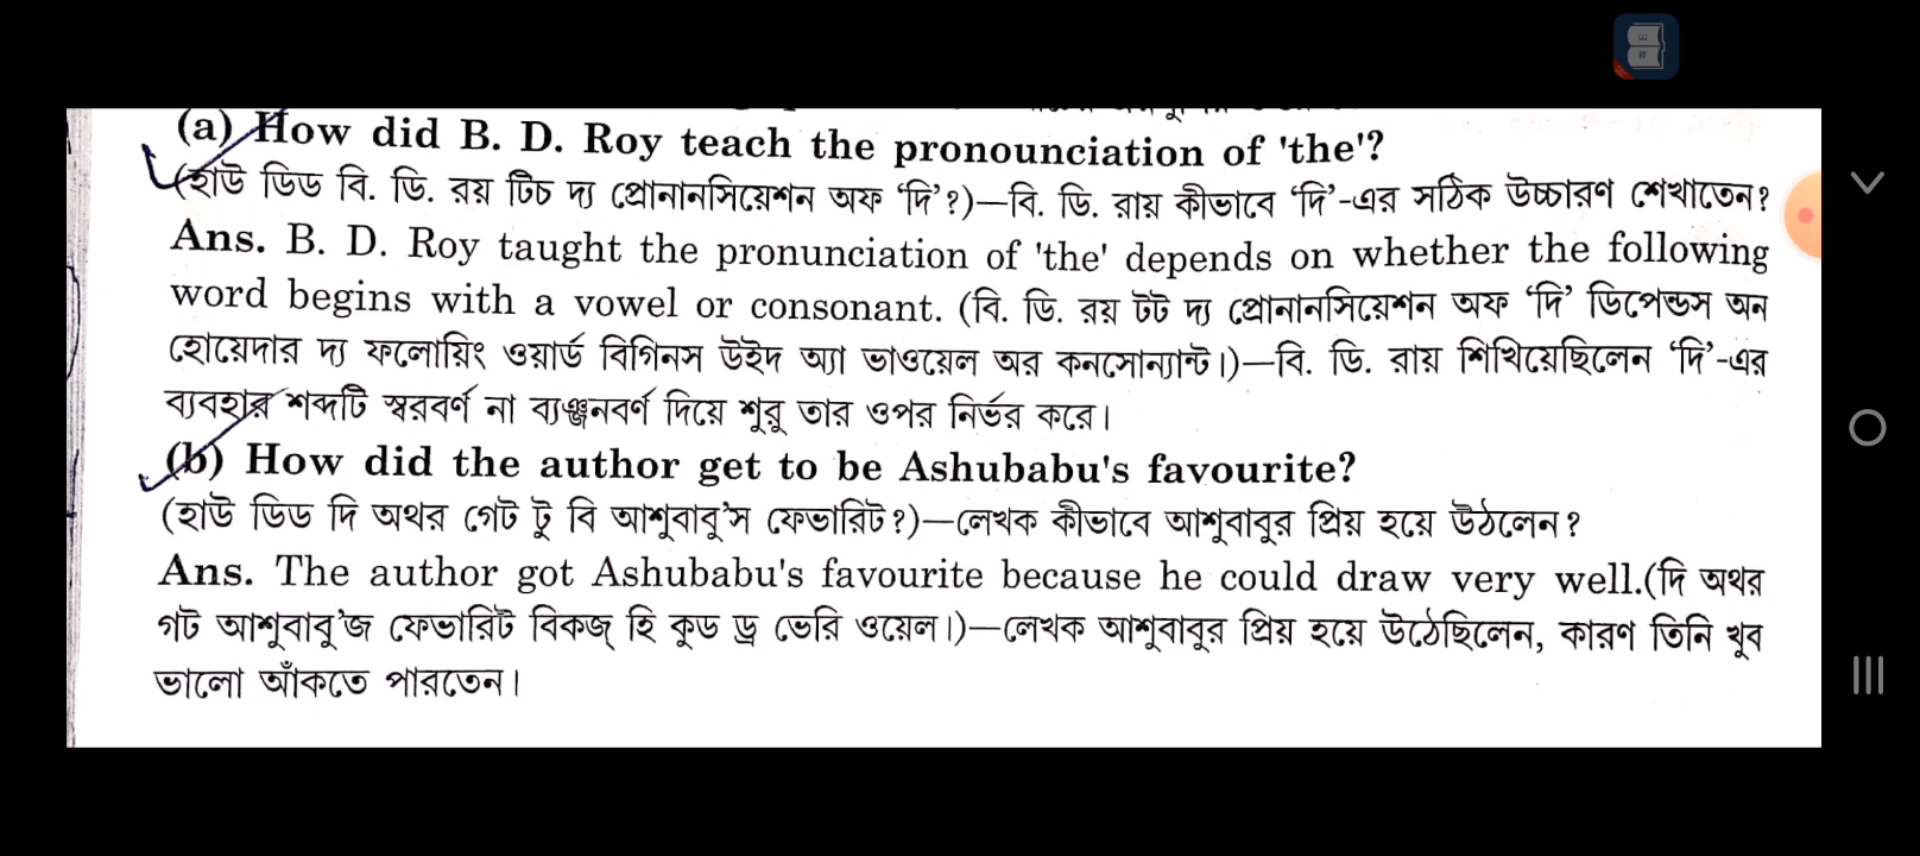 (a) How did B. D. Roy teach the pronounciation of 'the'?
(হাউ ডিড বি. ডি. রয় টিচ দ্য প্রোনানসিয়েশন অফ ‘দি’?)—বি. ডি. রায় কীভাবে ‘দি’-এর সঠিক উচ্চারণ শেখাতেন?
Ans. B. D. Roy taught the pronunciation of 'the' depends on whether the following
word begins with a vowel or consonant. (বি. ডি. রয় টট দ্য প্রোনানসিয়েশন অফ ‘দি’ ডিপেন্ডস অন
হোয়েদার দ্য ফলোয়িং ওয়ার্ড বিগিনস উইদ অ্যা ভাওয়েল অর কনসোন্যান্ট।)—বি. ডি. রায় শিখিয়েছিলেন ‘দি’-এর
ব্যবহার শব্দটি স্বরবর্ণ না ব্যঞ্জনবর্ণ দিয়ে শুরু তার ওপর নির্ভর করে।
(b) How did the author get to be Ashubabu's favourite?
(হাউ ডিড দি অথর গেট টু বি আশুবাবু’স ফেভারিট?)—লেখক কীভাবে আশুবাবুর প্রিয় হয়ে উঠলেন?
Ans. The author got Ashubabu's favourite because he could draw very well.(দি অথর
গট আশুবাবু’জ ফেভারিট বিকজ্ হি কুড ড্র ভেরি ওয়েল।)—লেখক আশুবাবুর প্রিয় হয়ে উঠেছিলেন, কারণ তিনি খুব
ভালো আঁকতে পারতেন।